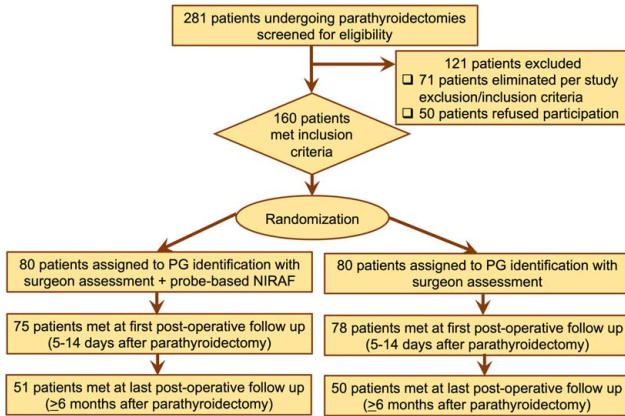 281 patients undergoing parathyroidectomies
screened for eligibility
121 patients excluded
❑ 71 patients eliminated per study
exclusion/inclusion criteria
❑ 50 patients refused participation
160 patients
met inclusion
criteria
Randomization
80 patients assigned to PG identification with
surgeon assessment + probe-based NIRAF
80 patients assigned to PG identification with
surgeon assessment
75 patients met at first post-operative follow up
(5-14 days after parathyroidectomy)
78 patients met at first post-operative follow up
(5-14 days after parathyroidectomy)
51 patients met at last post-operative follow up
(≥6 months after parathyroidectomy)
50 patients met at last post-operative follow up
(≥6 months after parathyroidectomy)